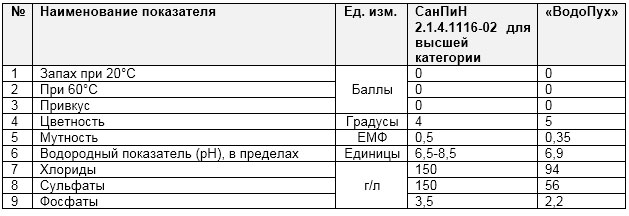 № Наименование показателя Ед. изм. СанПиН «ВодоПух»
2.1.4.1116-02 для
высшей
категории
1 Запах при 20°С 0 0
2 При 60°С Баллы 0 0
3 Привкус 0 0
4 Цветность Градусы 4 5
5 Мутность ЕМФ 0,5 0,35
6 Водородный показатель (рН), в пределах Единицы 6,5-8,5 6,9
7 Хлориды 150 94
8 Сульфаты г/л 150 56
9 Фосфаты 3,5 2,2